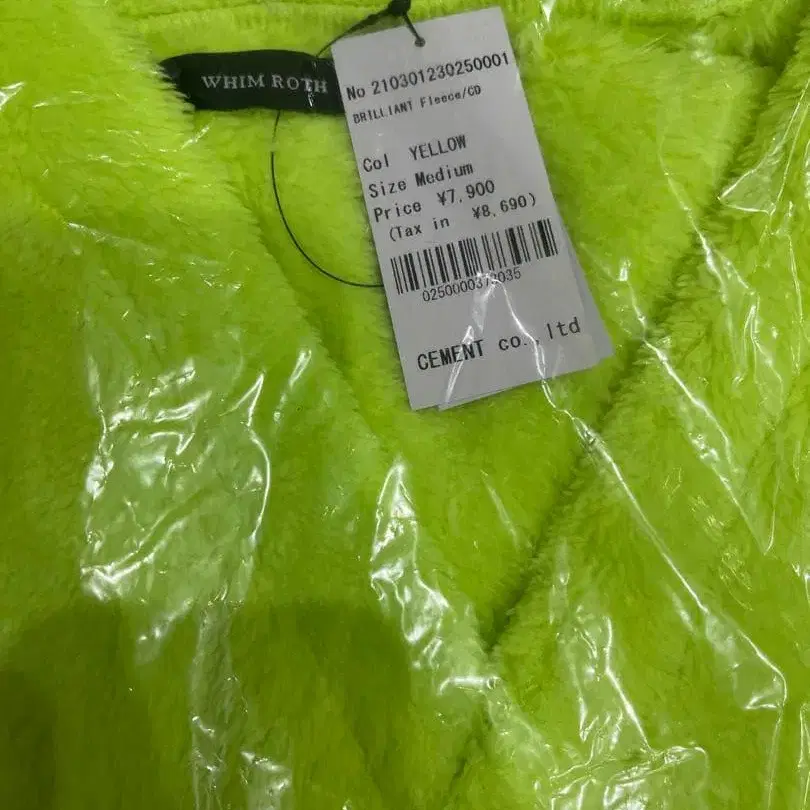 WHIM ROTH
No 210301230250001
BRILLIANT Fleece/CD
Col YELLOW
Size Medium
Price ¥7,900
(Tax in ¥8,690)
CEMENT co., ltd